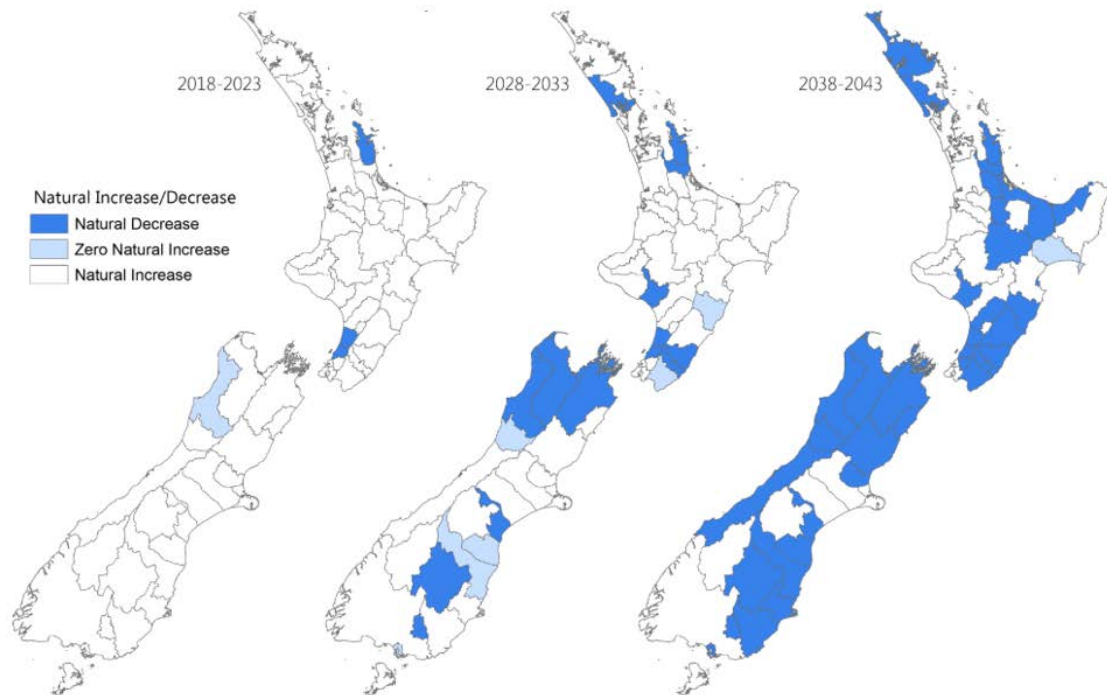 2018-2023
2028-2033
2038-2043
Natural Increase/Decrease
Natural Decrease
Zero Natural Increase
Natural Increase